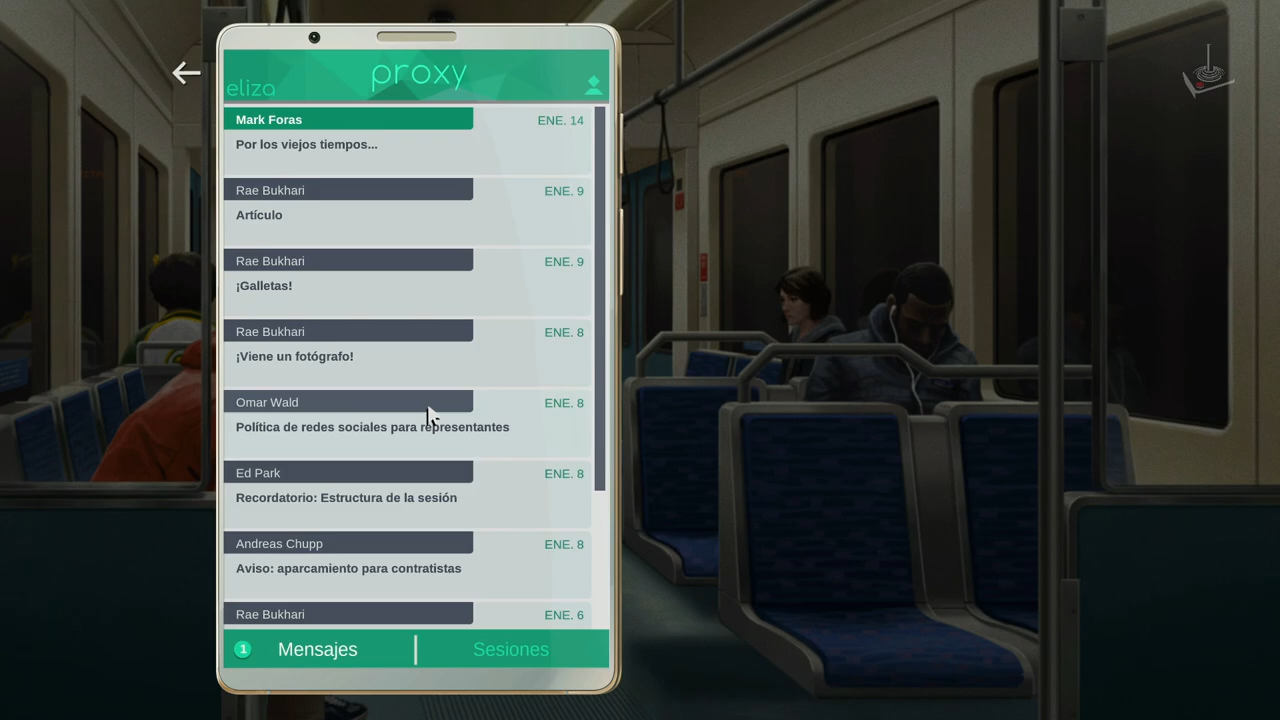 proxy
eliza
Mark Foras
ENE. 14
Por los viejos tiempos...
Rae Bukhari
ENE. 9
Artículo
Rae Bukhari
ENE. 9
¡Galletas!
Rae Bukhari
ENE. 8
¡Viene un fotógrafo!
Omar Wald
ENE. 8
Política de redes sociales para representantes
Ed Park
ENE. 8
Recordatorio: Estructura de la sesión
Andreas Chupp
ENE. 8
Aviso: aparcamiento para contratistas
Rae Bukhari
ENE. 6
1 Mensajes
Sesiones